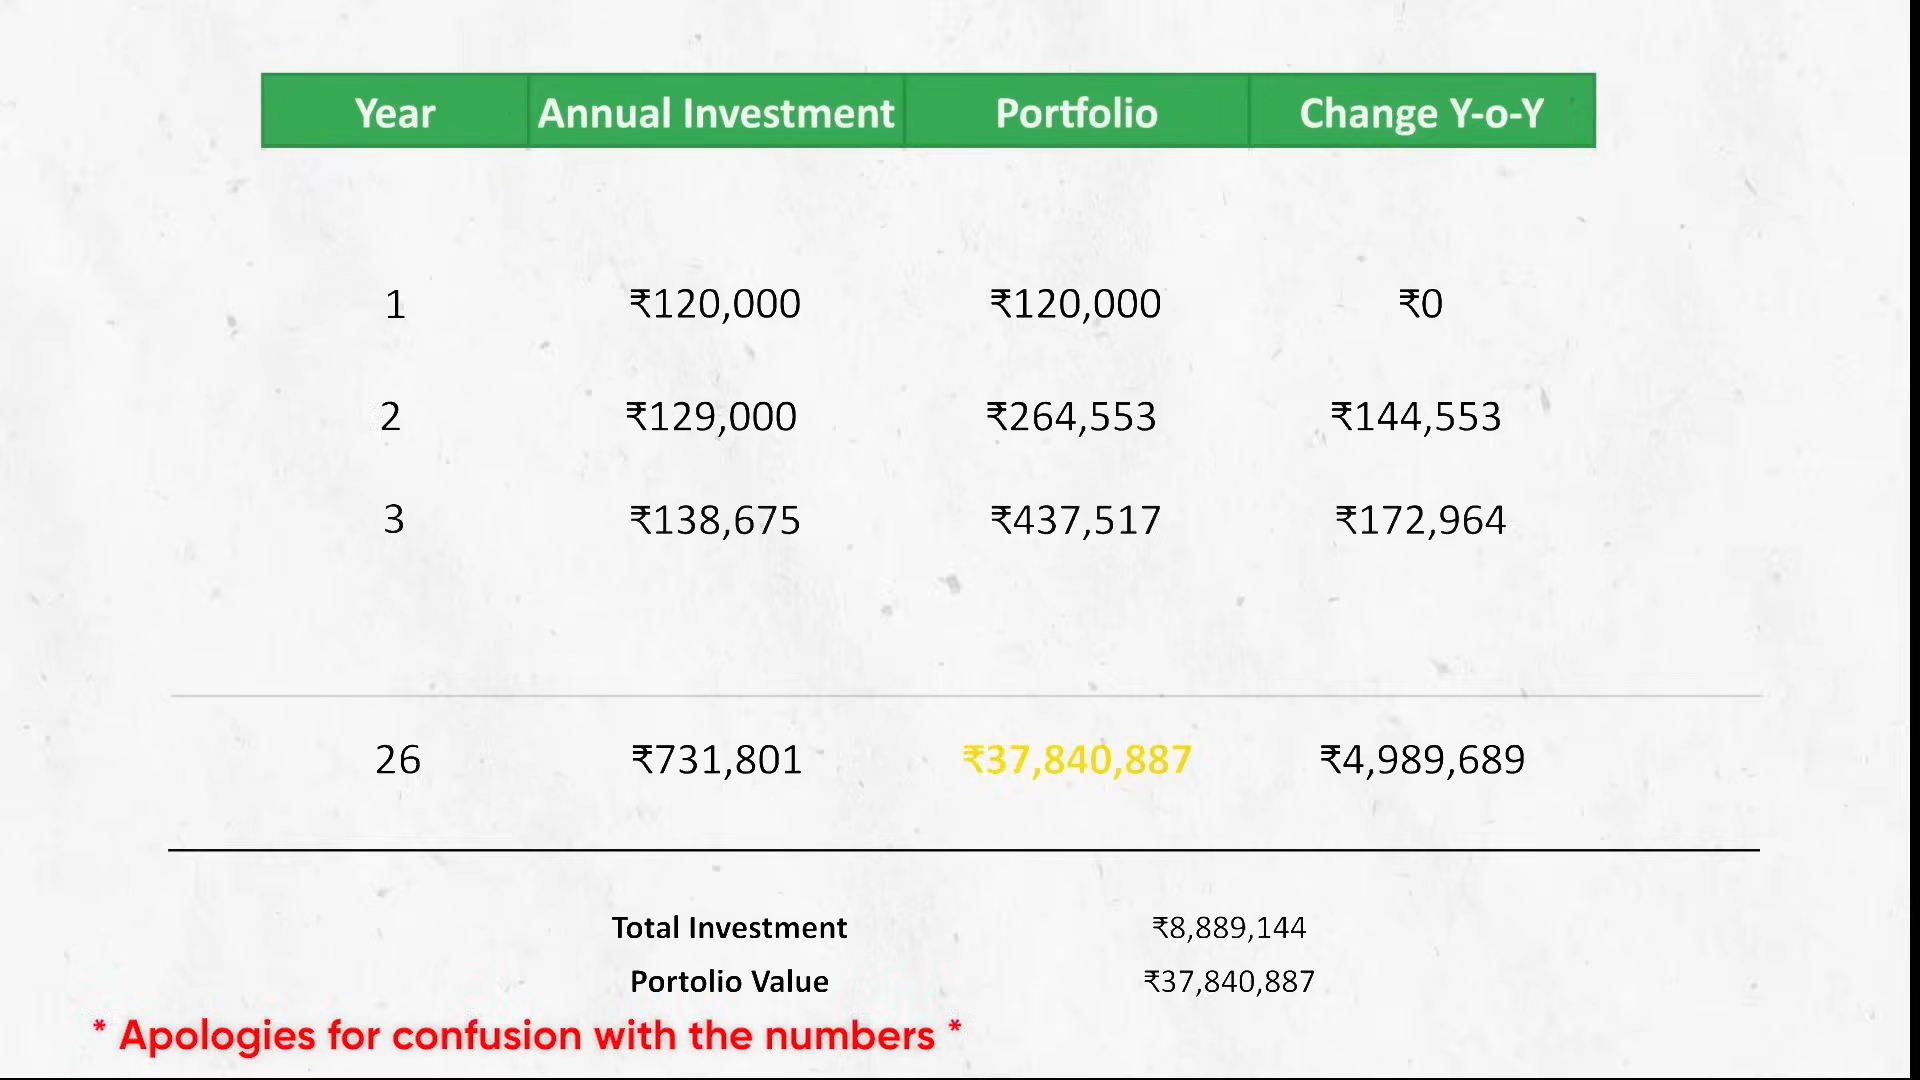 Year Annual Investment Portfolio Change Y-o-Y
1 ₹120,000 ₹120,000 ₹0
2 ₹129,000 ₹264,553 ₹144,553
3 ₹138,675 ₹437,517 ₹172,964
26 ₹731,801 ₹37,840,887 ₹4,989,689
Total Investment ₹8,889,144
Portolio Value ₹37,840,887
* Apologies for confusion with the numbers *